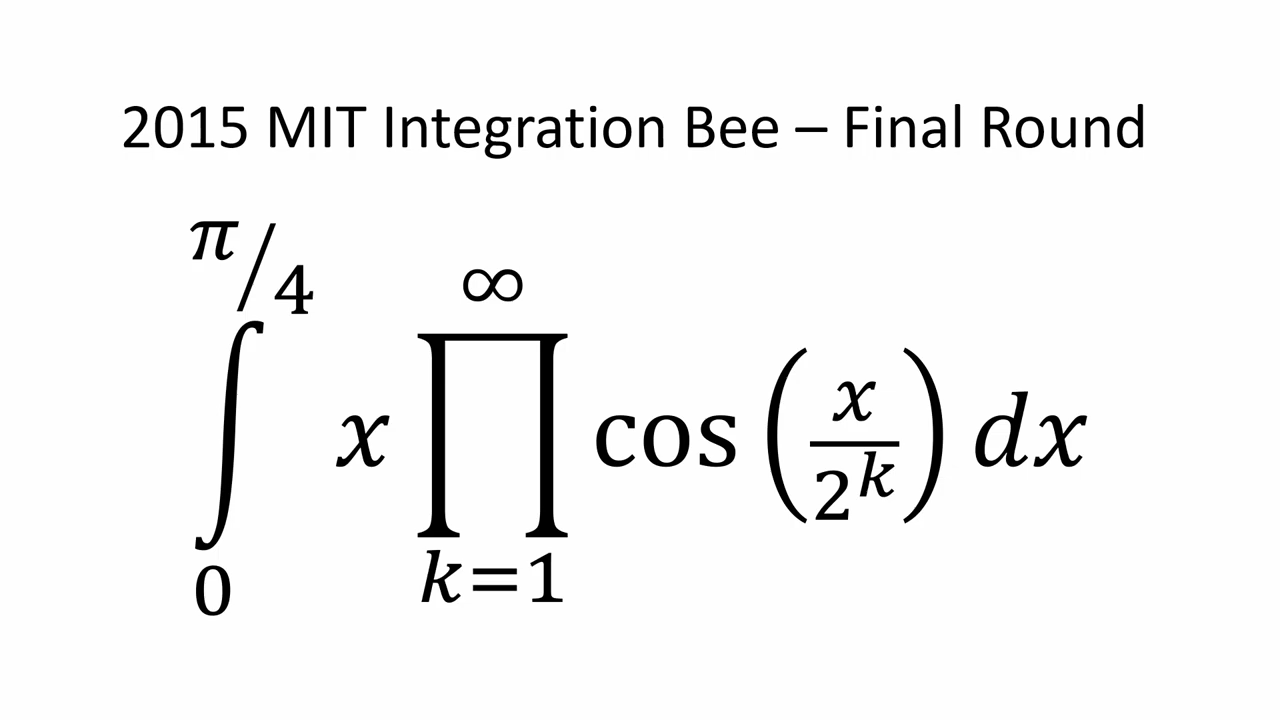 2015 MIT Integration Bee – Final Round
∫₀^(π/4) x ∏_(k=1)^∞ cos(x/2^k) dx